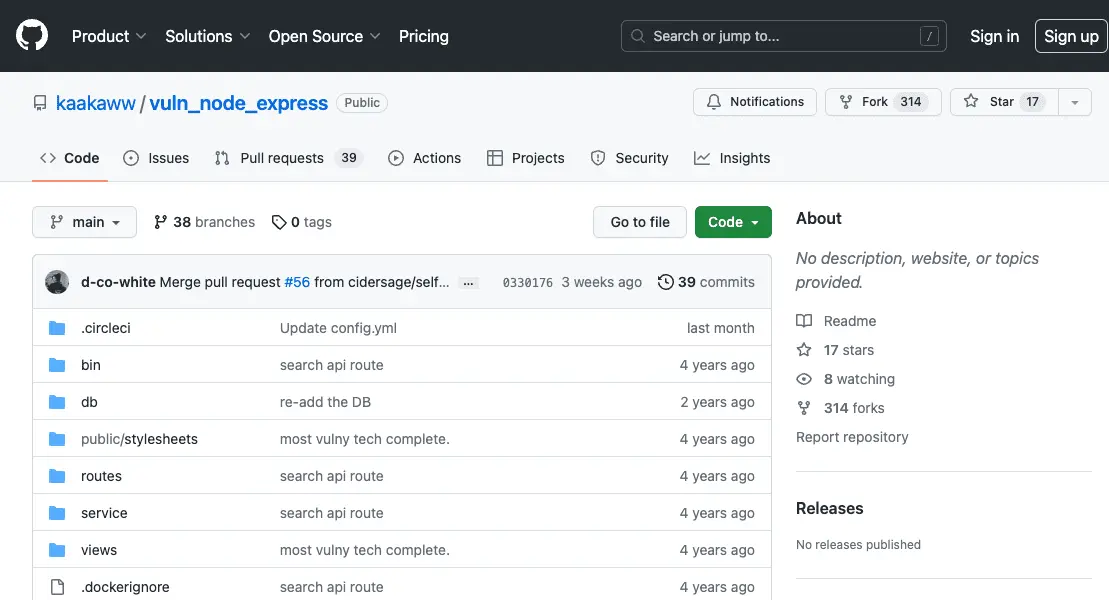 Product Solutions Open Source Pricing Search or jump to... / Sign in Sign up
kaakaww / vuln_node_express Public Notifications Fork 314 Star 17
Code Issues Pull requests 39 Actions Projects Security Insights
main 38 branches 0 tags Go to file Code
d-co-white Merge pull request #56 from cidersage/self… ... 0330176 3 weeks ago 39 commits
.circleci Update config.yml last month
bin search api route 4 years ago
db re-add the DB 2 years ago
public/stylesheets most vulny tech complete. 4 years ago
routes search api route 4 years ago
service search api route 4 years ago
views most vulny tech complete. 4 years ago
.dockerignore search api route 4 years ago
About
No description, website, or topics
provided.
Readme
17 stars
8 watching
314 forks
Report repository
Releases
No releases published